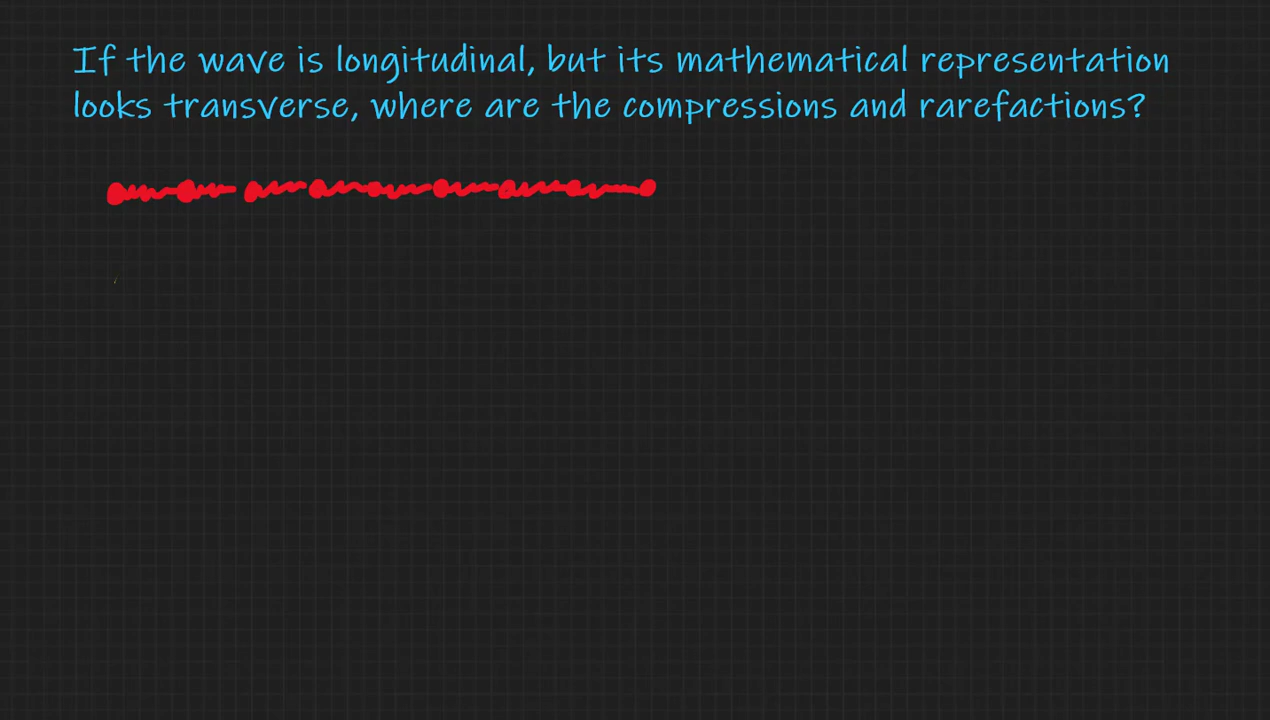 If the wave is longitudinal, but its mathematical representation
looks transverse, where are the compressions and rarefactions?